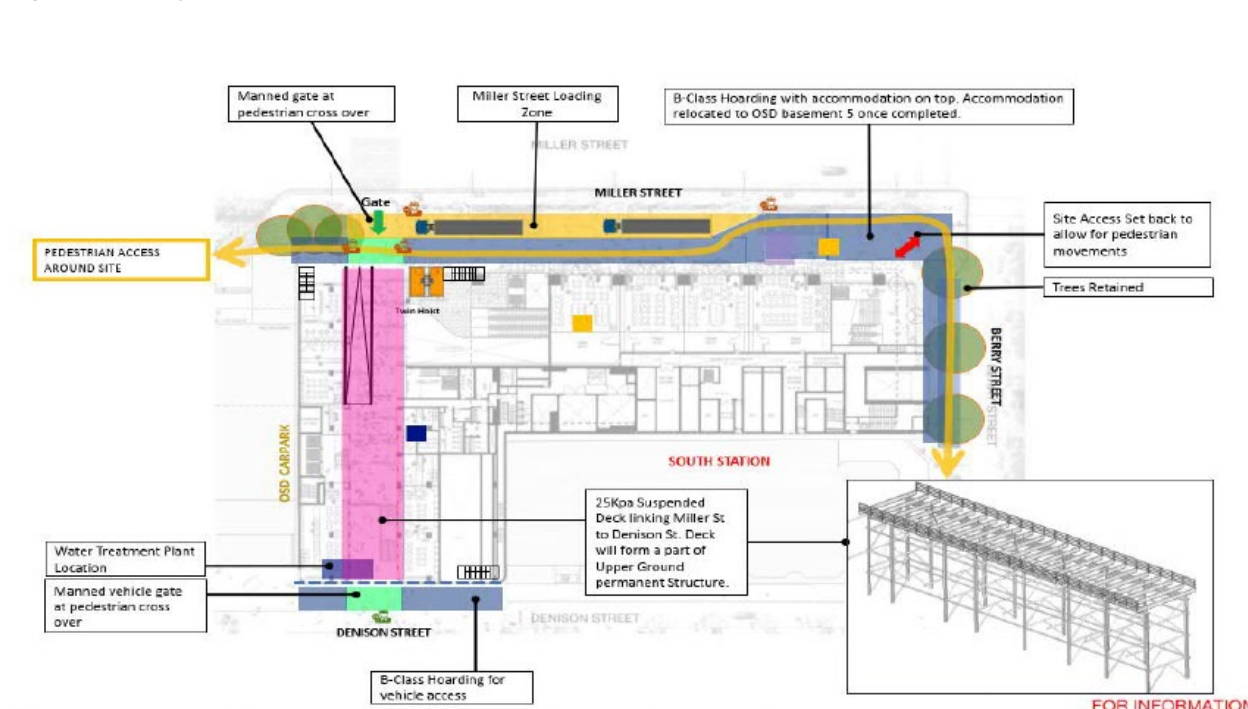 Manned gate at
pedestrian cross over
Miller Street Loading
Zone
B-Class Hoarding with accommodation on top. Accommodation
relocated to OSD basement 5 once completed.
MILLER STREET
MILLER STREET
Gate
PEDESTRIAN ACCESS
AROUND SITE
Site Access Set back to
allow for pedestrian
movements
Trees Retained
Twin Hoist
BERRY STREET
STREET
OSD CARPARK
SOUTH STATION
25Kpa Suspended
Deck linking Miller St
to Denison St. Deck
will form a part of
Upper Ground
permanent Structure.
Water Treatment Plant
Location
Manned vehicle gate
at pedestrian cross
over
DENISON STREET
DENISON STREET
B-Class Hoarding for
vehicle access
FOR INFORMATION